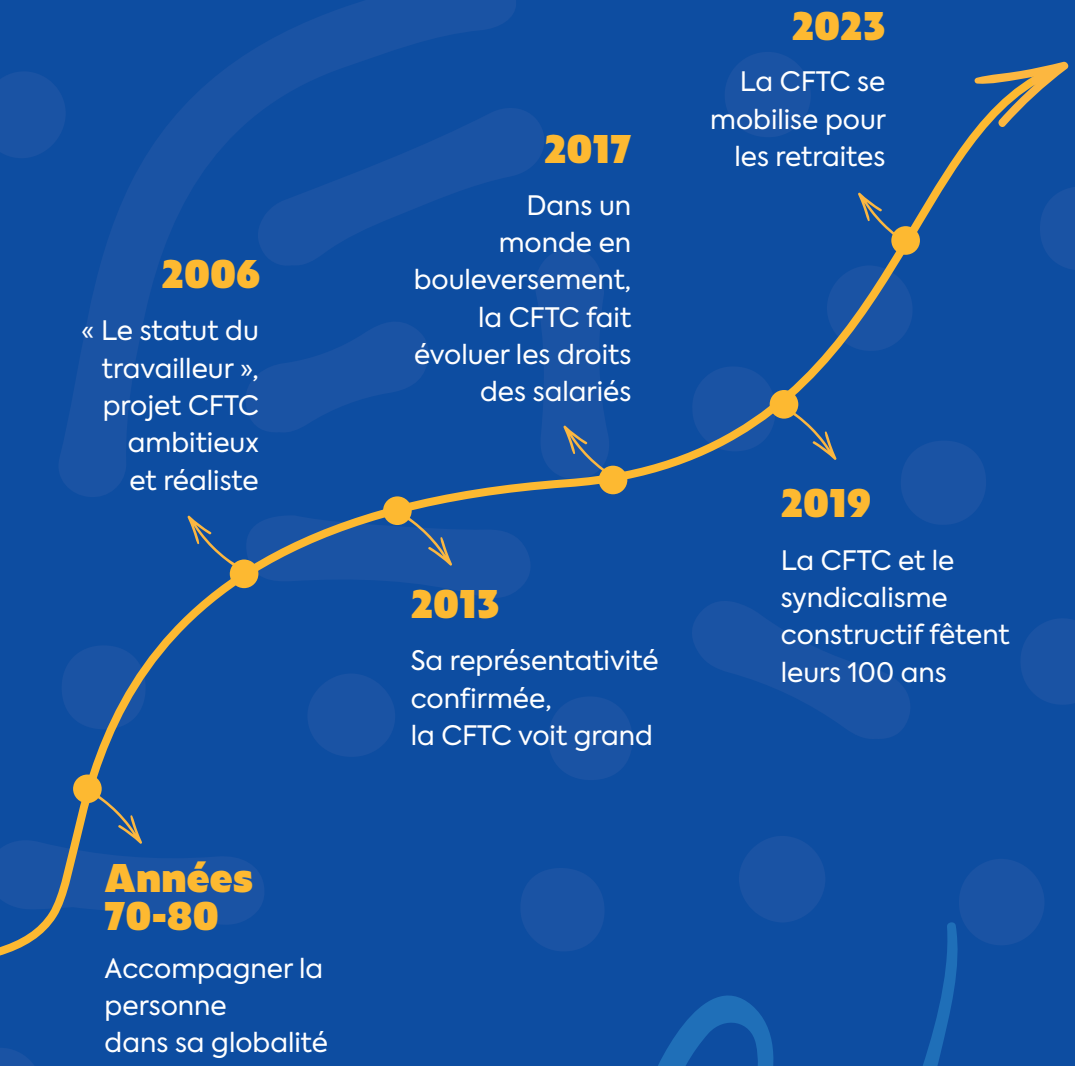 2023
La CFTC se
mobilise pour
les retraites
2017
Dans un
monde en
bouleversement,
la CFTC fait
évoluer les droits
des salariés
2006
« Le statut du
travailleur »,
projet CFTC
ambitieux
et réaliste
2019
La CFTC et le
syndicalisme
constructif fêtent
leurs 100 ans
2013
Sa représentativité
confirmée,
la CFTC voit grand
Années
70-80
Accompagner la
personne
dans sa globalité